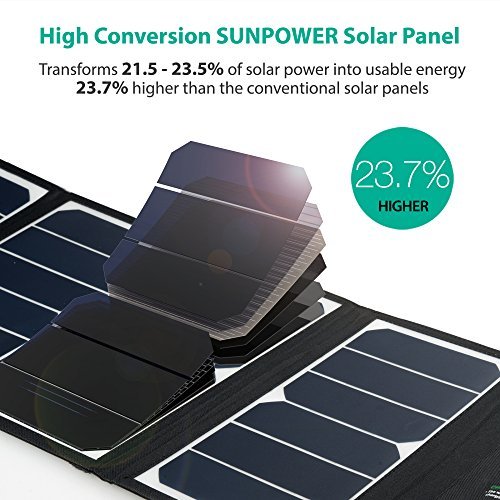 High Conversion SUNPOWER Solar Panel
Transforms 21.5 - 23.5% of solar power into usable energy
23.7% higher than the conventional solar panels
23.7%
HIGHER